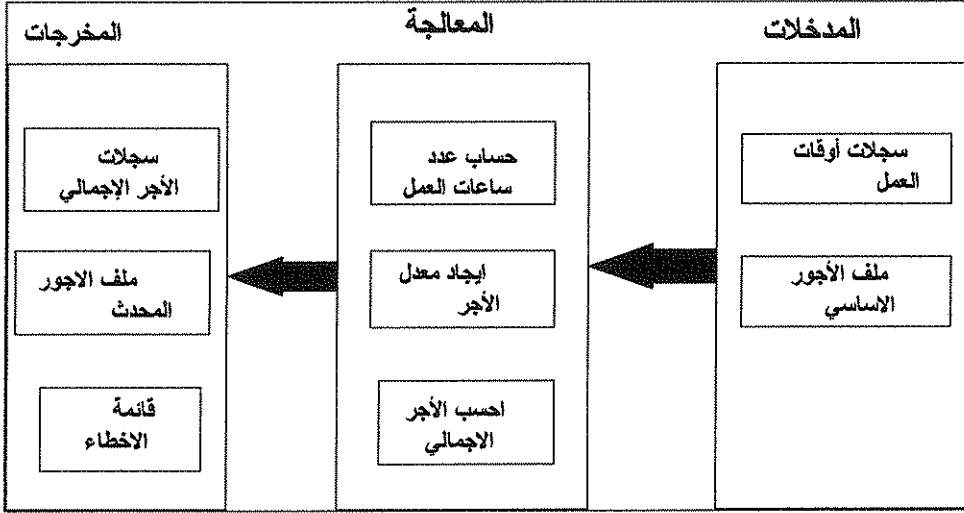 المدخلات
المعالجة
المخرجات
سجلات أوقات
العمل
ملف الأجور
الاساسي
حساب عدد
ساعات العمل
ايجاد معدل
الأجر
احسب الأجر
الاجمالي
سجلات
الأجر الإجمالي
ملف الاجور
المحدث
قائمة
الاخطاء